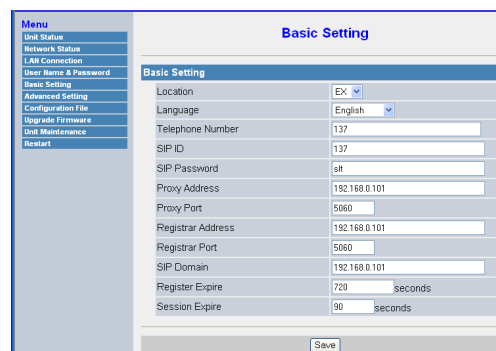 Menu
Unit Status
Network Status
LAN Connection
User Name & Password
Basic Setting
Advanced Setting
Configuration File
Upgrade Firmware
Unit Maintenance
Restart
Basic Setting
Basic Setting
Location EX
Language English
Telephone Number 137
SIP ID 137
SIP Password slt
Proxy Address 192.168.0.101
Proxy Port 5060
Registrar Address 192.168.0.101
Registrar Port 5060
SIP Domain 192.168.0.101
Register Expire 720 seconds
Session Expire 90 seconds
Save